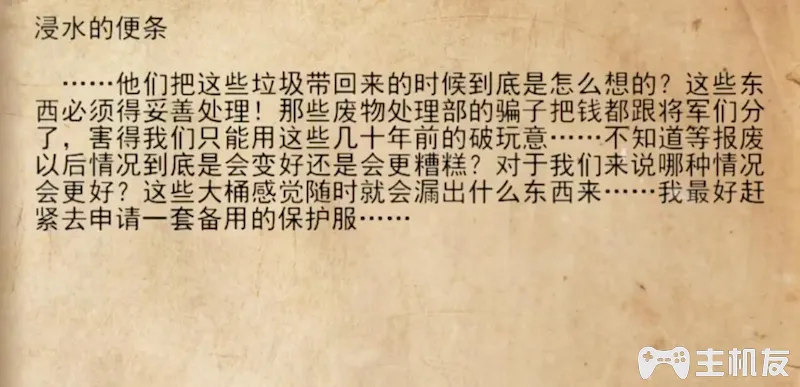 浸水的便条
……他们把这些垃圾带回来的时候到底是怎么想的？这些东
西必须得妥善处理！那些废物处理部的骗子把钱都跟将军们分
了，害得我们只能用这些几十年前的破玩意……不知道等报废
以后情况到底是会变好还是会更糟糕？对于我们来说哪种情况
会更好？这些大桶感觉随时就会漏出什么东西来……我最好赶
紧去申请一套备用的保护服……
主机友